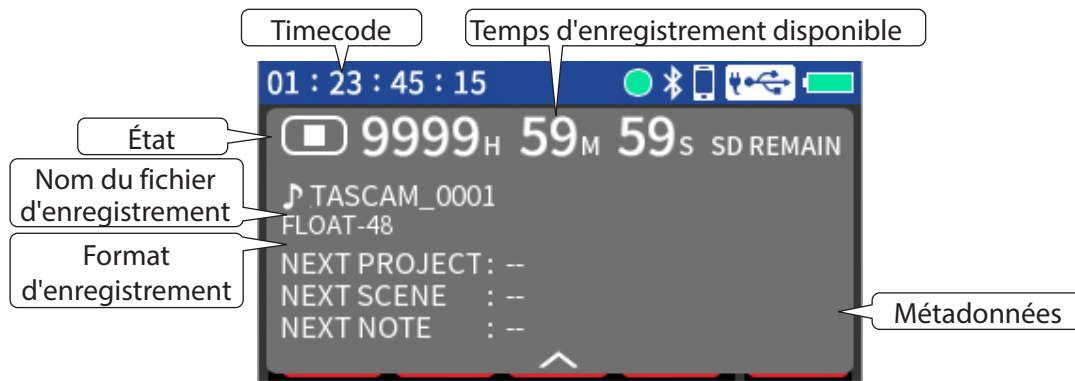 Timecode
Temps d'enregistrement disponible
01 : 23 : 45 : 15
État
9999H 59M 59S SD REMAIN
Nom du fichier
d'enregistrement
TASCAM_0001
FLOAT-48
Format
d'enregistrement
NEXT PROJECT : --
NEXT SCENE : --
NEXT NOTE : --
Métadonnées